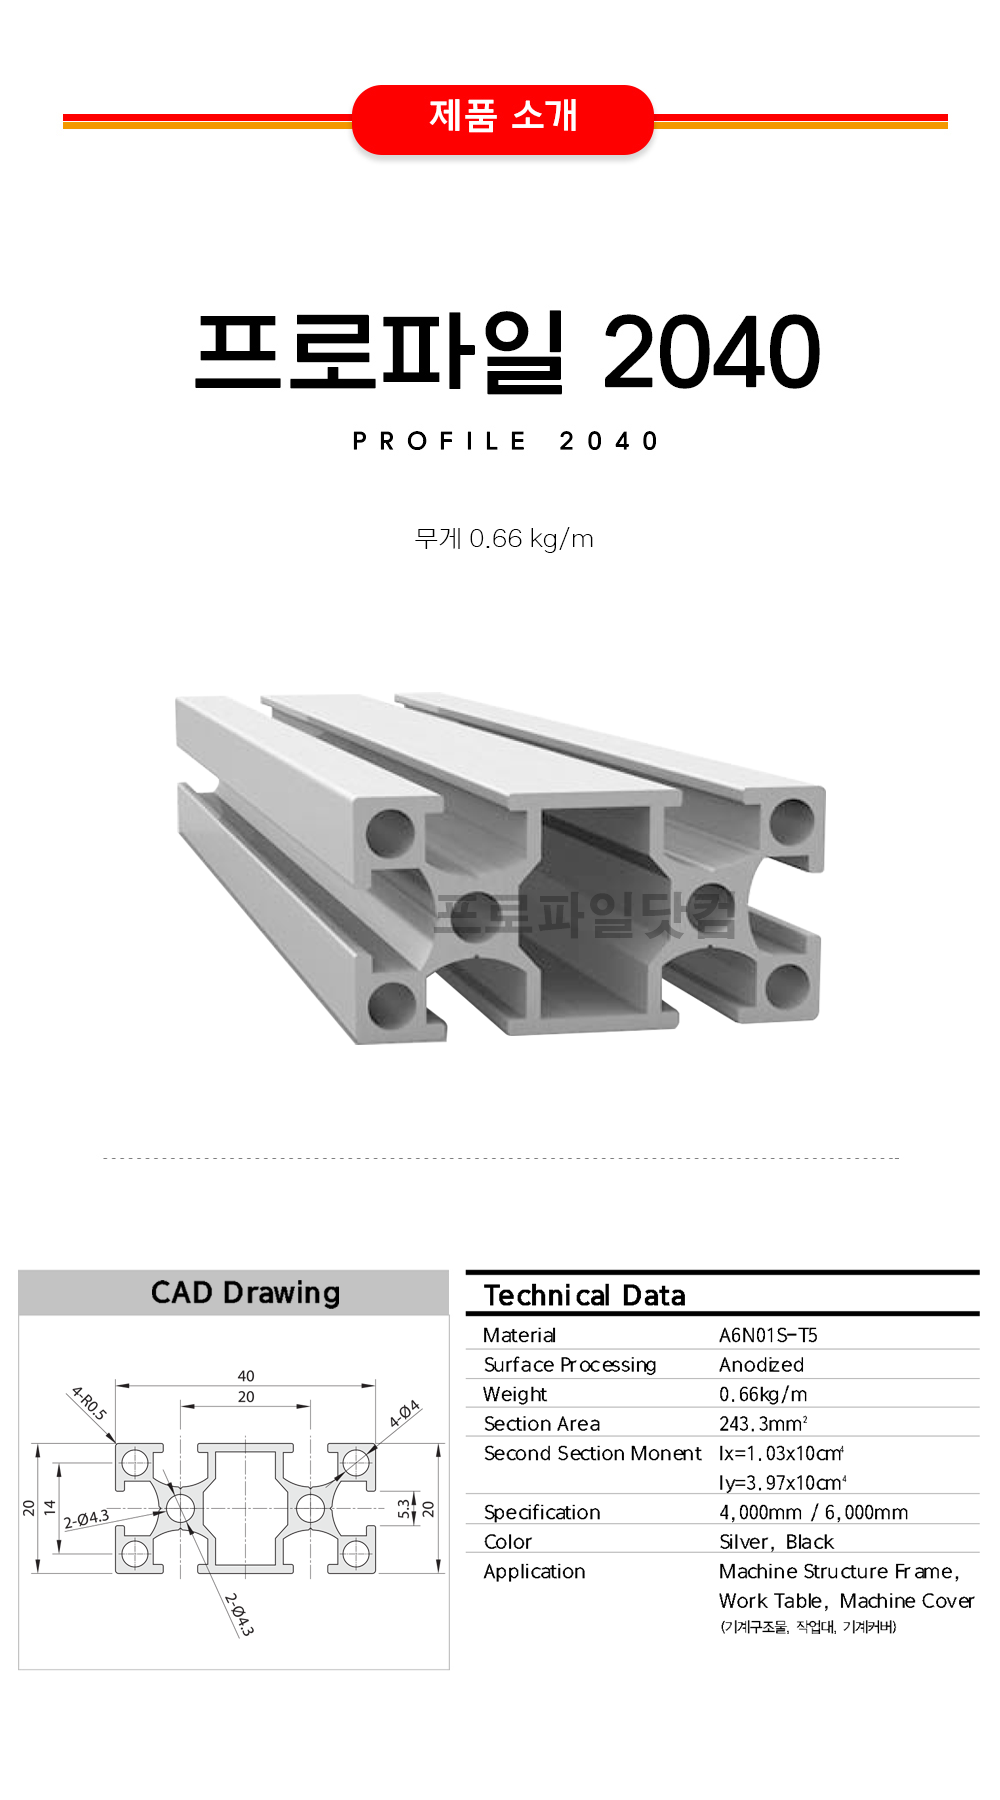 제품 소개
프로파일 2040
PROFILE 2040
무게 0.66 kg/m
프로파일닷컴
CAD Drawing
40
20
4-R0.5
4-Ø4
20
14
2-Ø4.3
5.3
20
2-Ø4.3
Technical Data
Material A6N01S-T5
Surface Processing Anodized
Weight 0.66kg/m
Section Area 243.3mm²
Second Section Monent Ix=1.03x10cm⁴
Iy=3.97x10cm⁴
Specification 4,000mm / 6,000mm
Color Silver, Black
Application Machine Structure Frame,
Work Table, Machine Cover
(기계구조물, 작업대, 기계커버)